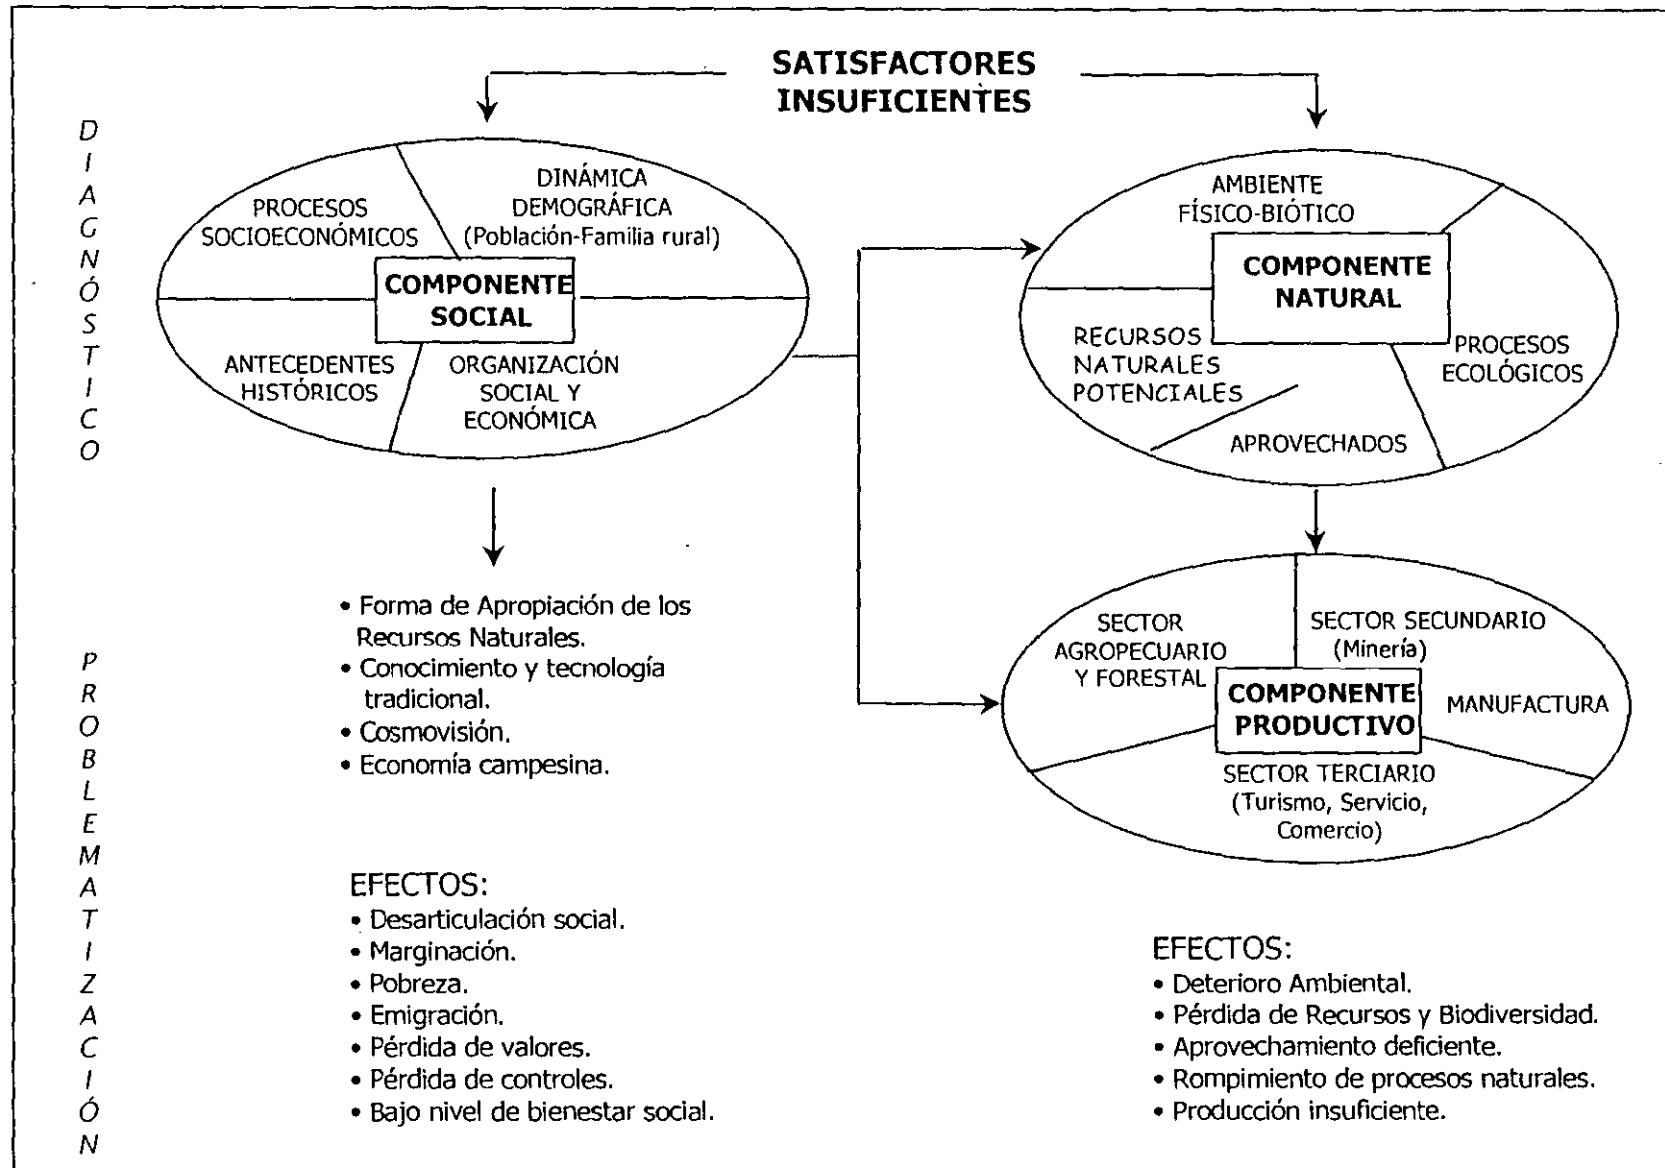 SATISFACTORES
INSUFICIENTES
DIAGNÓSTICO
PROCESOS
SOCIOECONÓMICOS
DINÁMICA
DEMOGRÁFICA
(Población-Familia rural)
COMPONENTE
SOCIAL
ANTECEDENTES
HISTÓRICOS
ORGANIZACIÓN
SOCIAL Y
ECONÓMICA
AMBIENTE
FÍSICO-BIÓTICO
COMPONENTE
NATURAL
RECURSOS
NATURALES
POTENCIALES
PROCESOS
ECOLÓGICOS
APROVECHADOS
PROBLEMATIZACIÓN
• Forma de Apropiación de los
Recursos Naturales.
• Conocimiento y tecnología
tradicional.
• Cosmovisión.
• Economía campesina.
SECTOR
AGROPECUARIO
Y FORESTAL
SECTOR SECUNDARIO
(Minería)
COMPONENTE
PRODUCTIVO
MANUFACTURA
SECTOR TERCIARIO
(Turismo, Servicio,
Comercio)
EFECTOS:
• Desarticulación social.
• Marginación.
• Pobreza.
• Emigración.
• Pérdida de valores.
• Pérdida de controles.
• Bajo nivel de bienestar social.
EFECTOS:
• Deterioro Ambiental.
• Pérdida de Recursos y Biodiversidad.
• Aprovechamiento deficiente.
• Rompimiento de procesos naturales.
• Producción insuficiente.